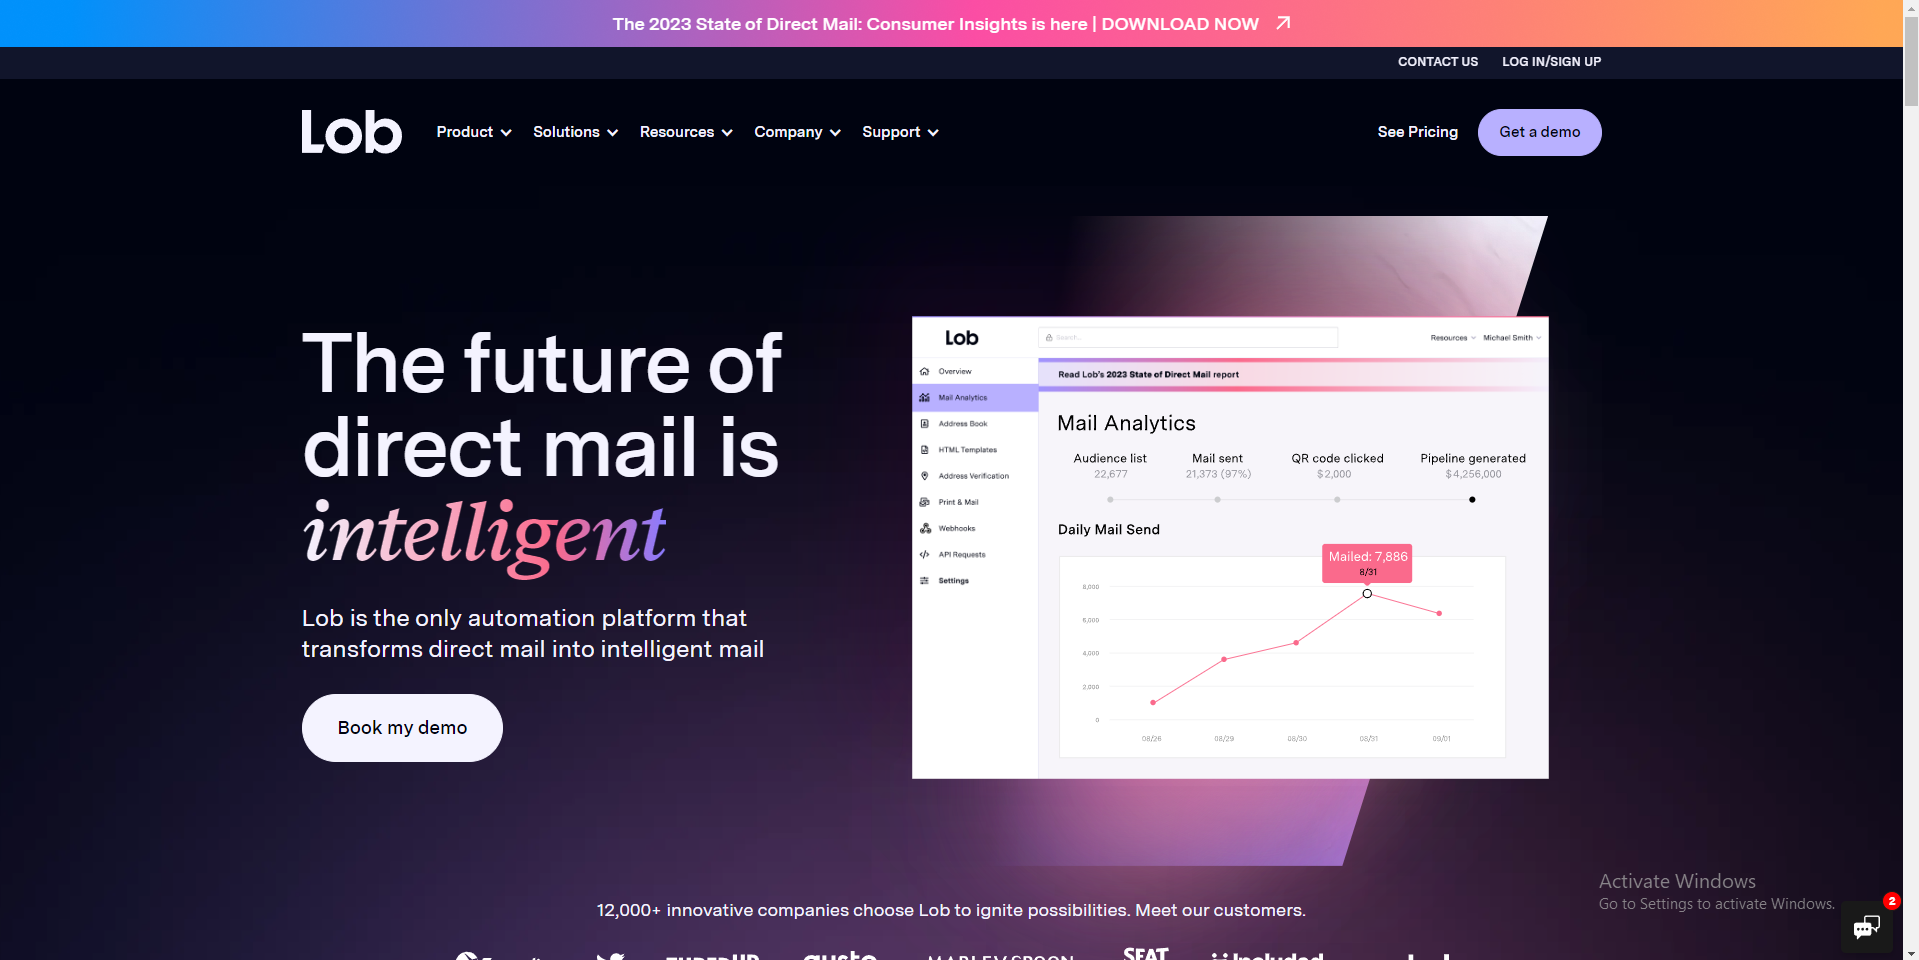 The 2023 State of Direct Mail: Consumer Insights is here | DOWNLOAD NOW
CONTACT US LOG IN/SIGN UP
Lob Product Solutions Resources Company Support See Pricing Get a demo
The future of
direct mail is
intelligent
Lob is the only automation platform that
transforms direct mail into intelligent mail
Book my demo
Lob Search... Resources Michael Smith
Overview
Mail Analytics
Address Book
HTML Templates
Address Verification
Print & Mail
Webhooks
API Requests
Settings
Read Lob's 2023 State of Direct Mail report
Mail Analytics
Audience list Mail sent QR code clicked Pipeline generated
22,677 21,373 (97%) $2,000 $4,256,000
Daily Mail Send
Mailed: 7,886
8/31
8,000
6,000
4,000
2,000
0
08/26 08/29 08/30 08/31 09/01
12,000+ innovative companies choose Lob to ignite possibilities. Meet our customers.
Activate Windows
Go to Settings to activate Windows.
2
gusto MARLEY SPOON SEAT Included